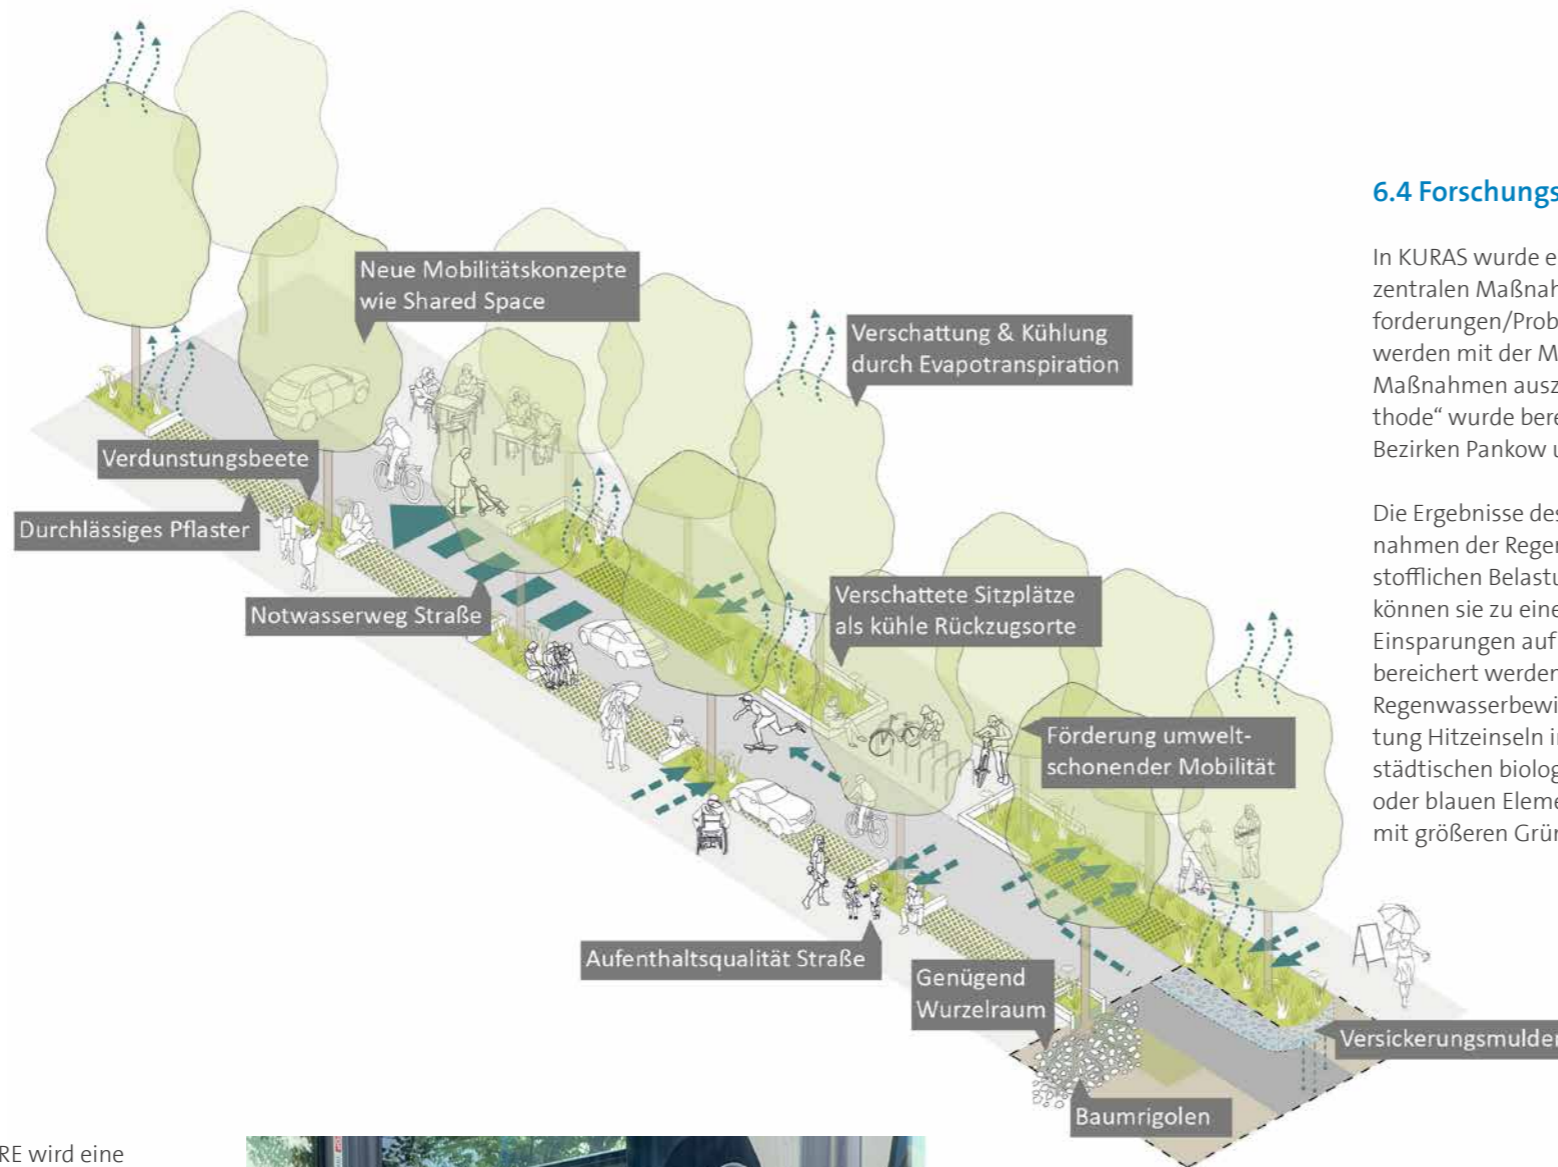 Neue Mobilitätskonzepte
wie Shared Space
Verschattung & Kühlung
durch Evapotranspiration
Verdunstungsbeete
Durchlässiges Pflaster
Notwasserweg Straße
Verschattete Sitzplätze
als kühle Rückzugsorte
Förderung umwelt-
schonender Mobilität
Aufenthaltsqualität Straße
Genügend
Wurzelraum
Versickerungsmulden
Baumrigolen
6.4 Forschungs
In KURAS wurde e
zentralen Maßnah
forderungen/Prob
werden mit der M
Maßnahmen ausz
thode“ wurde bere
Bezirken Pankow u
Die Ergebnisse des
nahmen der Regen
stofflichen Belastu
können sie zu eine
Einsparungen auf
bereichert werden
Regenwasserbewi
tung Hitzeinseln i
städtischen biolog
oder blauen Eleme
mit größeren Grün
RE wird eine